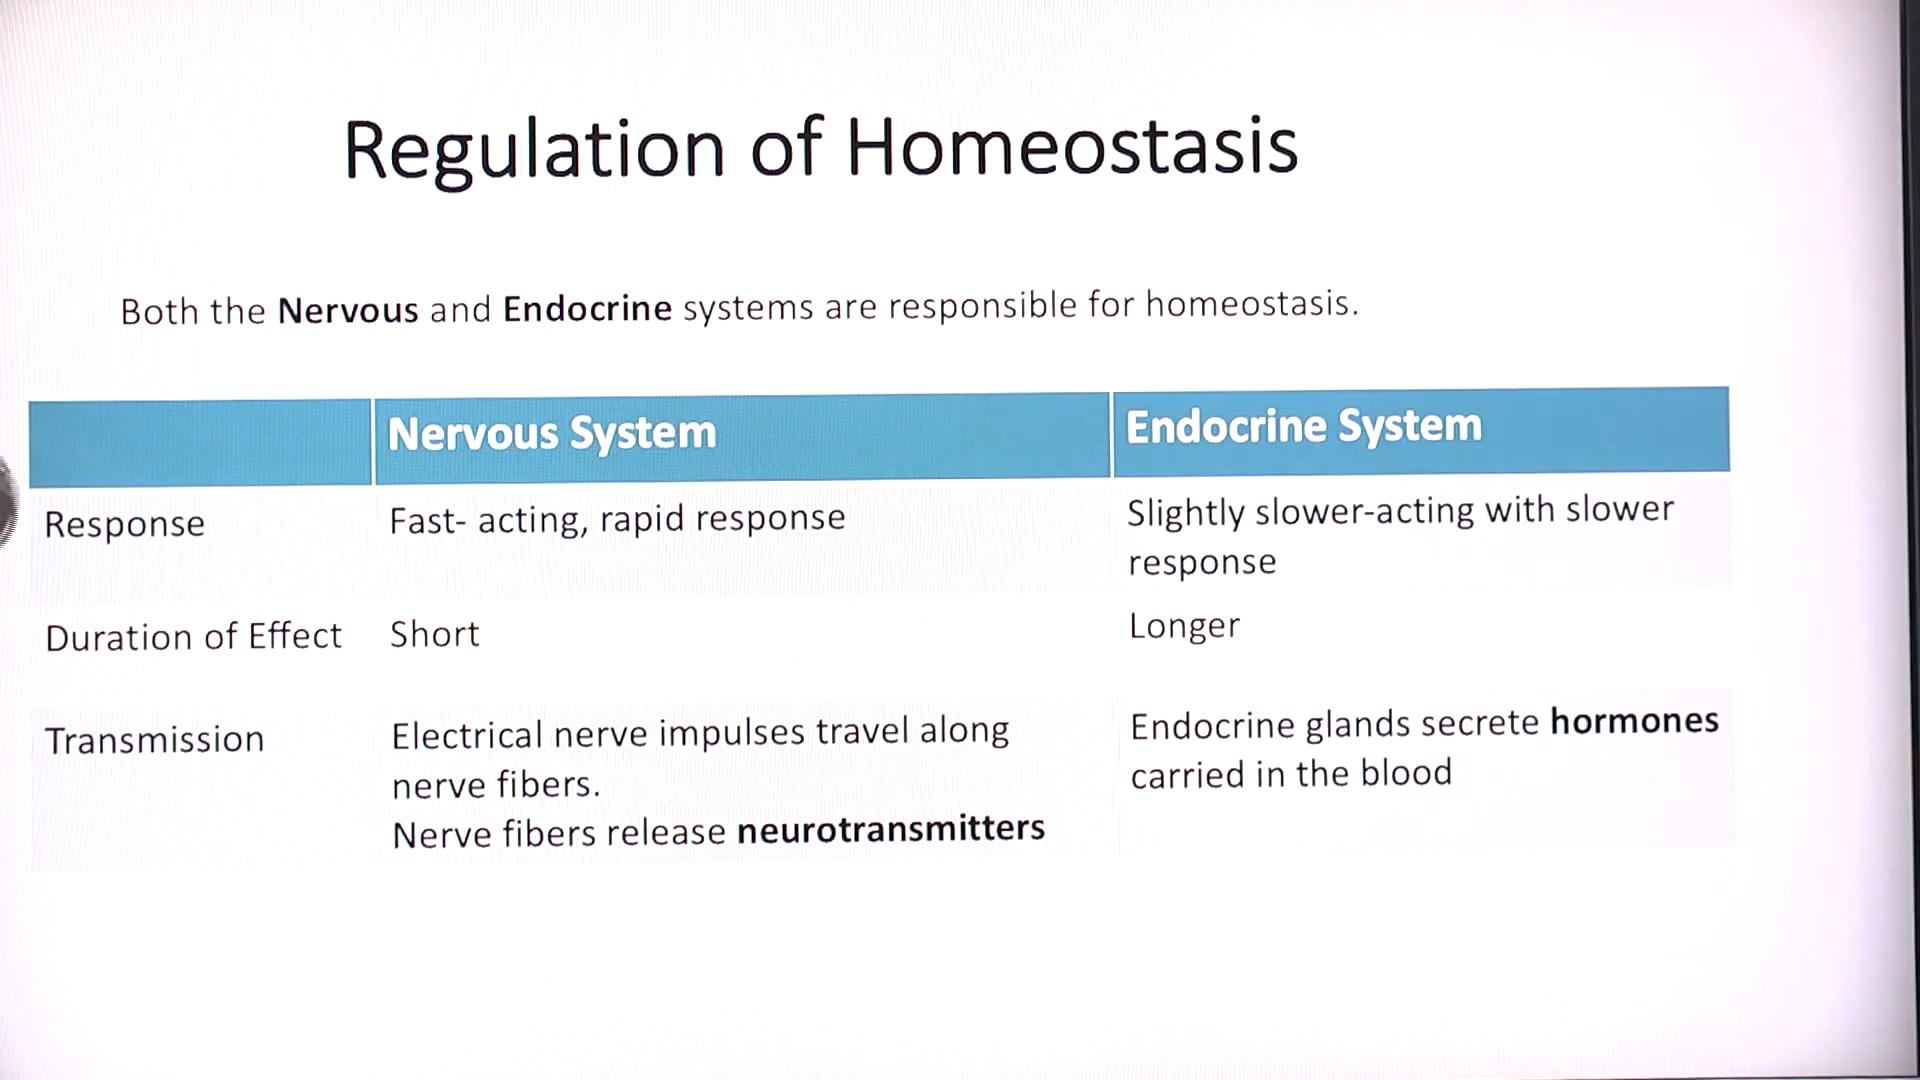 Regulation of Homeostasis
Both the Nervous and Endocrine systems are responsible for homeostasis.
Nervous System
Endocrine System
Response
Fast- acting, rapid response
Slightly slower-acting with slower
response
Duration of Effect
Short
Longer
Transmission
Electrical nerve impulses travel along
nerve fibers.
Nerve fibers release neurotransmitters
Endocrine glands secrete hormones
carried in the blood